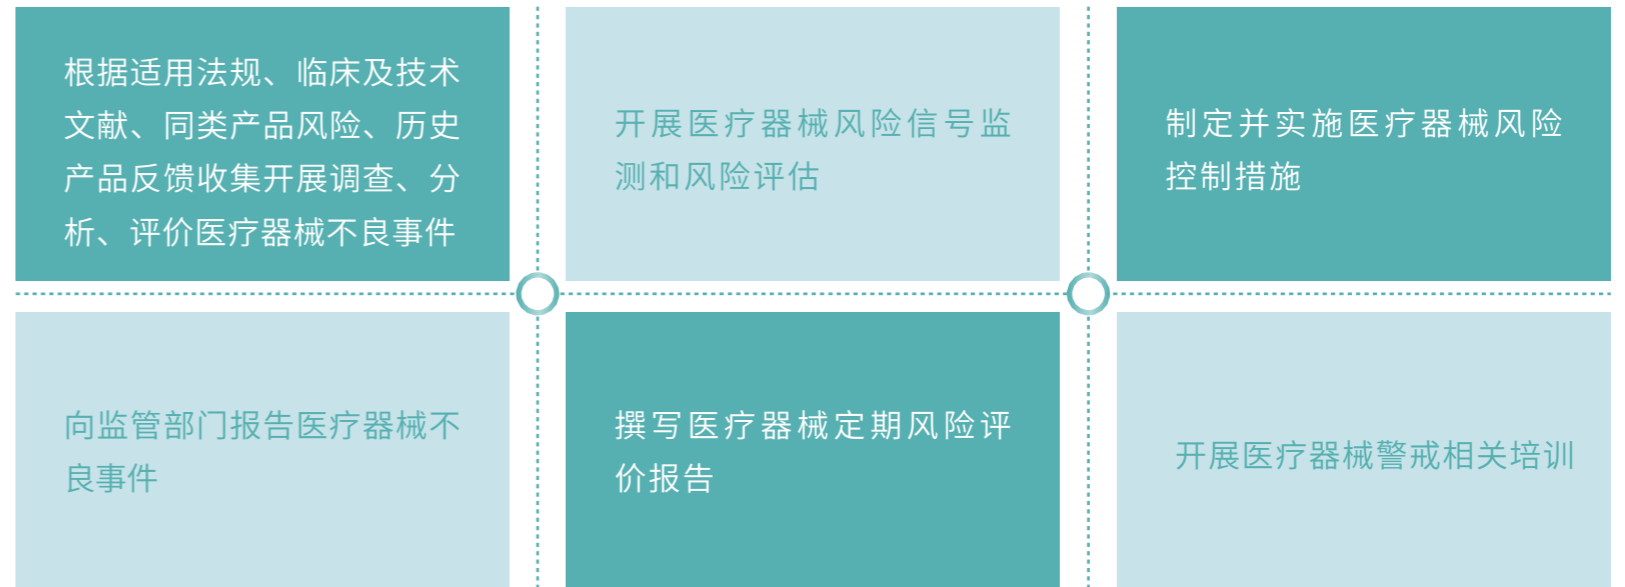 根据适用法规、临床及技术
文献、同类产品风险、历史
产品反馈收集开展调查、分
析、评价医疗器械不良事件
开展医疗器械风险信号监
测和风险评估
制定并实施医疗器械风险
控制措施
向监管部门报告医疗器械不
良事件
撰写医疗器械定期风险评
价报告
开展医疗器械警戒相关培训